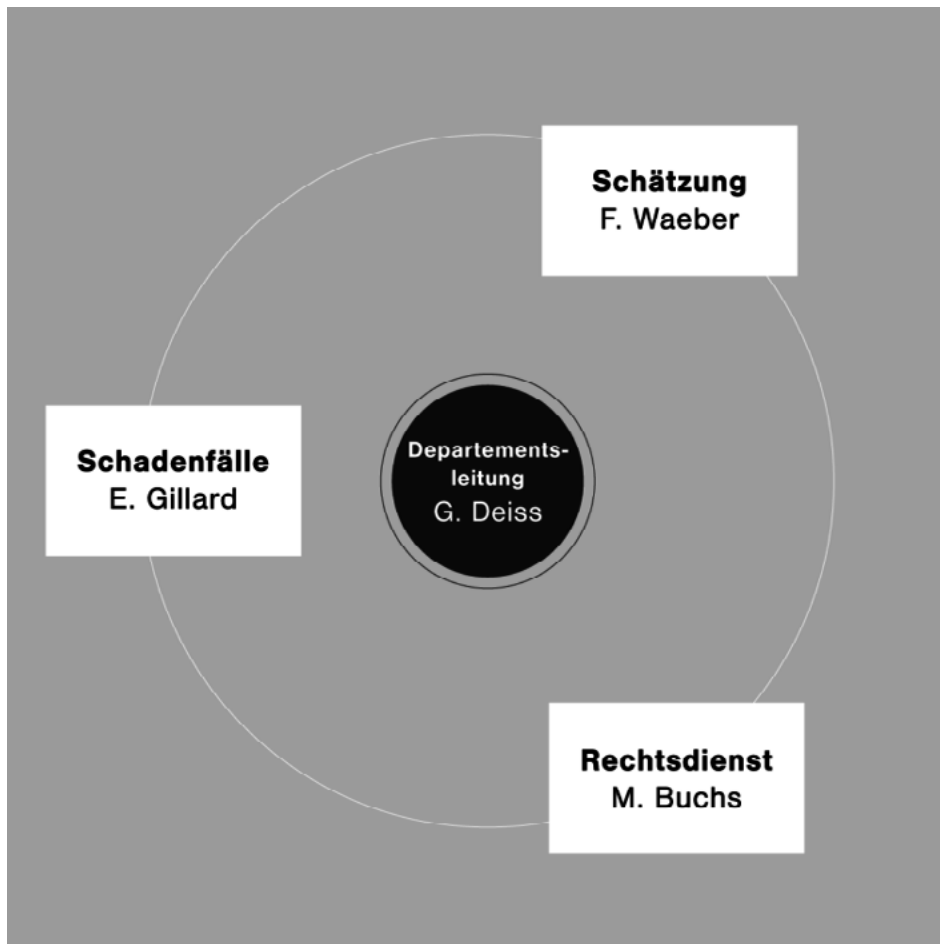 Schätzung
F. Waeber
Schadenfälle
E. Gillard
Departements-
leitung
G. Deiss
Rechtsdienst
M. Buchs